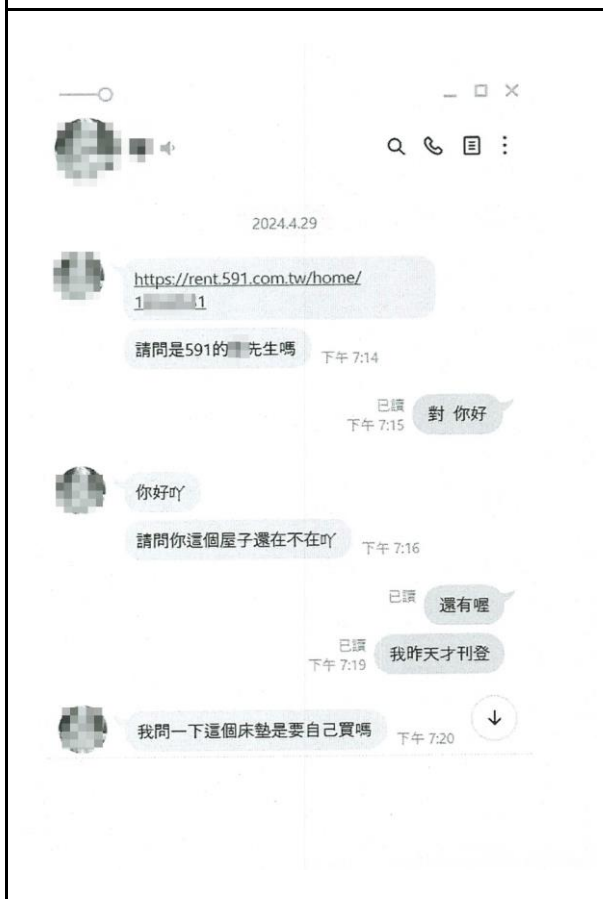 2024.4.29
https://rent.591.com.tw/home/
1 1
請問是591的 先生嗎
下午 7:14
已讀
下午 7:15
對 你好
你好吖
請問你這個屋子還在不在吖
下午 7:16
已讀
還有喔
已讀
下午 7:19
我昨天才刊登
我問一下這個床墊是要自己買嗎
下午 7:20